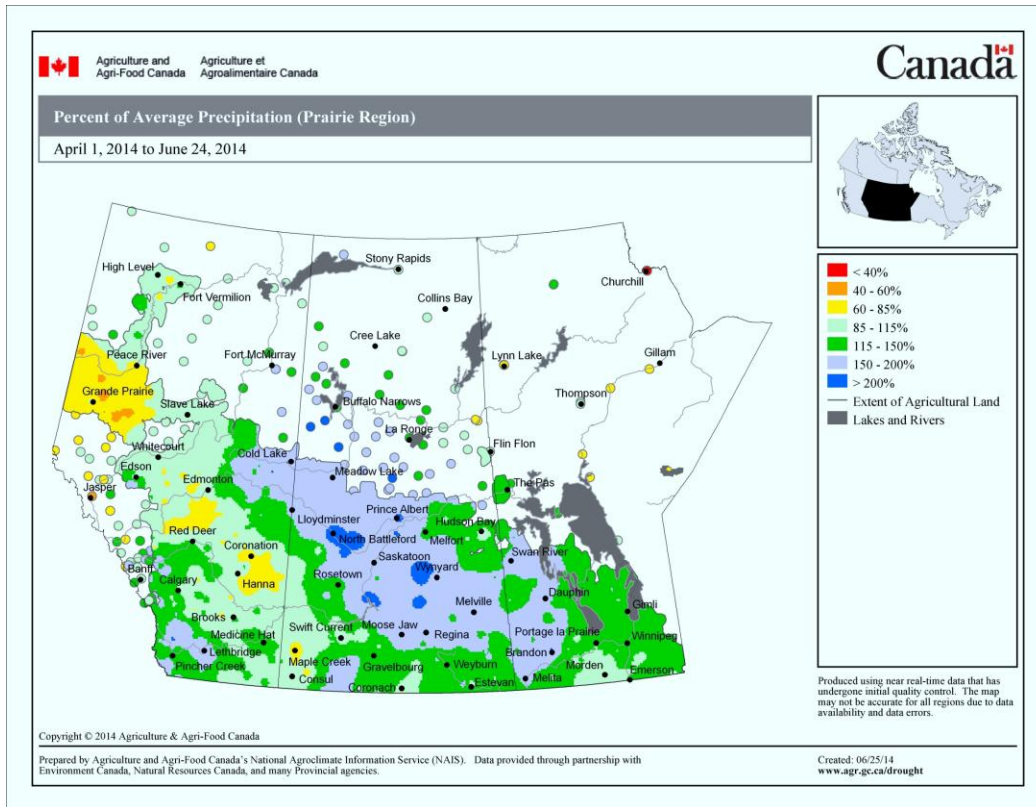 Agriculture and Agriculture et
Agri-Food Canada Agroalimentaire Canada
Canada
Percent of Average Precipitation (Prairie Region)
April 1, 2014 to June 24, 2014
High Level
Fort Vermilion
Stony Rapids
Churchill
Collins Bay
Cree Lake
Peace River
Fort McMurray
Lynn Lake
Gillam
Grande Prairie
Slave Lake
Buffalo Narrows
Thompson
La Ronge
Flin Flon
Whitecourt
Edson
Cold Lake
Meadow Lake
Jasper
Edmonton
The Pas
Lloydminster
Prince Albert
Hudson Bay
Melfort
Red Deer
North Battleford
Coronation
Saskatoon
Swan River
Banff
Calgary
Hanna
Rosetown
Wynyard
Dauphin
Melville
Gimli
Brooks
Swift Current
Moose Jaw
Regina
Portage la Prairie
Winnipeg
Medicine Hat
Lethbridge
Brandon
Pincher Creek
Maple Creek
Gravelbourg
Weyburn
Morden
Emerson
Consul
Coronach
Estevan
Melita
< 40%
40 - 60%
60 - 85%
85 - 115%
115 - 150%
150 - 200%
> 200%
Extent of Agricultural Land
Lakes and Rivers
Produced using near real-time data that has
undergone initial quality control. The map
may not be accurate for all regions due to data
availability and data errors.
Copyright © 2014 Agriculture & Agri-Food Canada
Prepared by Agriculture and Agri-Food Canada's National Agroclimate Information Service (NAIS). Data provided through partnership with
Environment Canada, Natural Resources Canada, and many Provincial agencies.
Created: 06/25/14
www.agr.gc.ca/drought